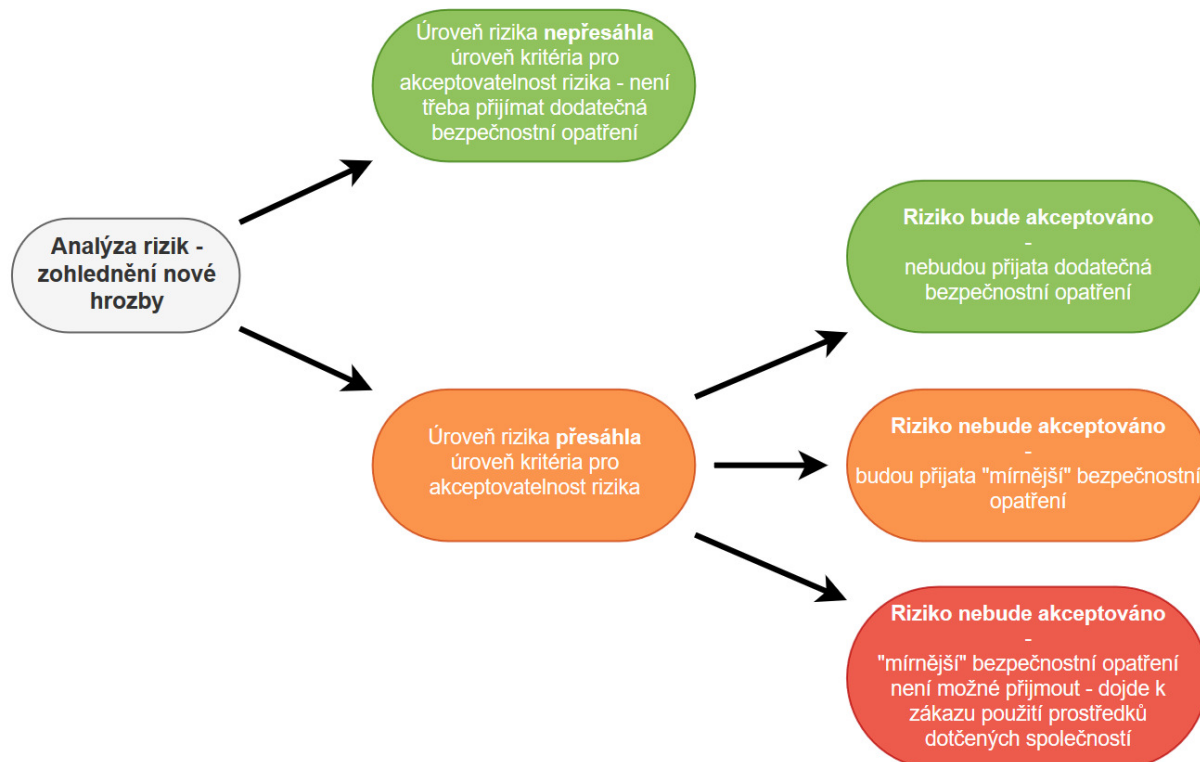 Úroveň rizika nepřesáhla
úroveň kritéria pro
akceptovatelnost rizika - není
třeba přijímat dodatečná
bezpečnostní opatření
Analýza rizik -
zohlednění nové
hrozby
Úroveň rizika přesáhla
úroveň kritéria pro
akceptovatelnost rizika
Riziko bude akceptováno
-
nebudou přijata dodatečná
bezpečnostní opatření
Riziko nebude akceptováno
-
budou přijata "mírnější" bezpečnostní
opatření
Riziko nebude akceptováno
-
"mírnější" bezpečnostní opatření
není možné přijmout - dojde k
zákazu použití prostředků
dotčených společností